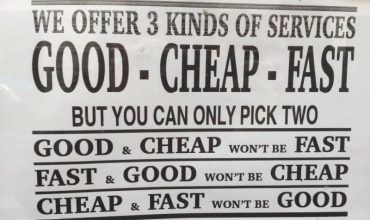 WE OFFER 3 KINDS OF SERVICES
GOOD - CHEAP - FAST
BUT YOU CAN ONLY PICK TWO
GOOD & CHEAP WON'T BE FAST
FAST & GOOD WON'T BE CHEAP
CHEAP & FAST WON'T BE GOOD